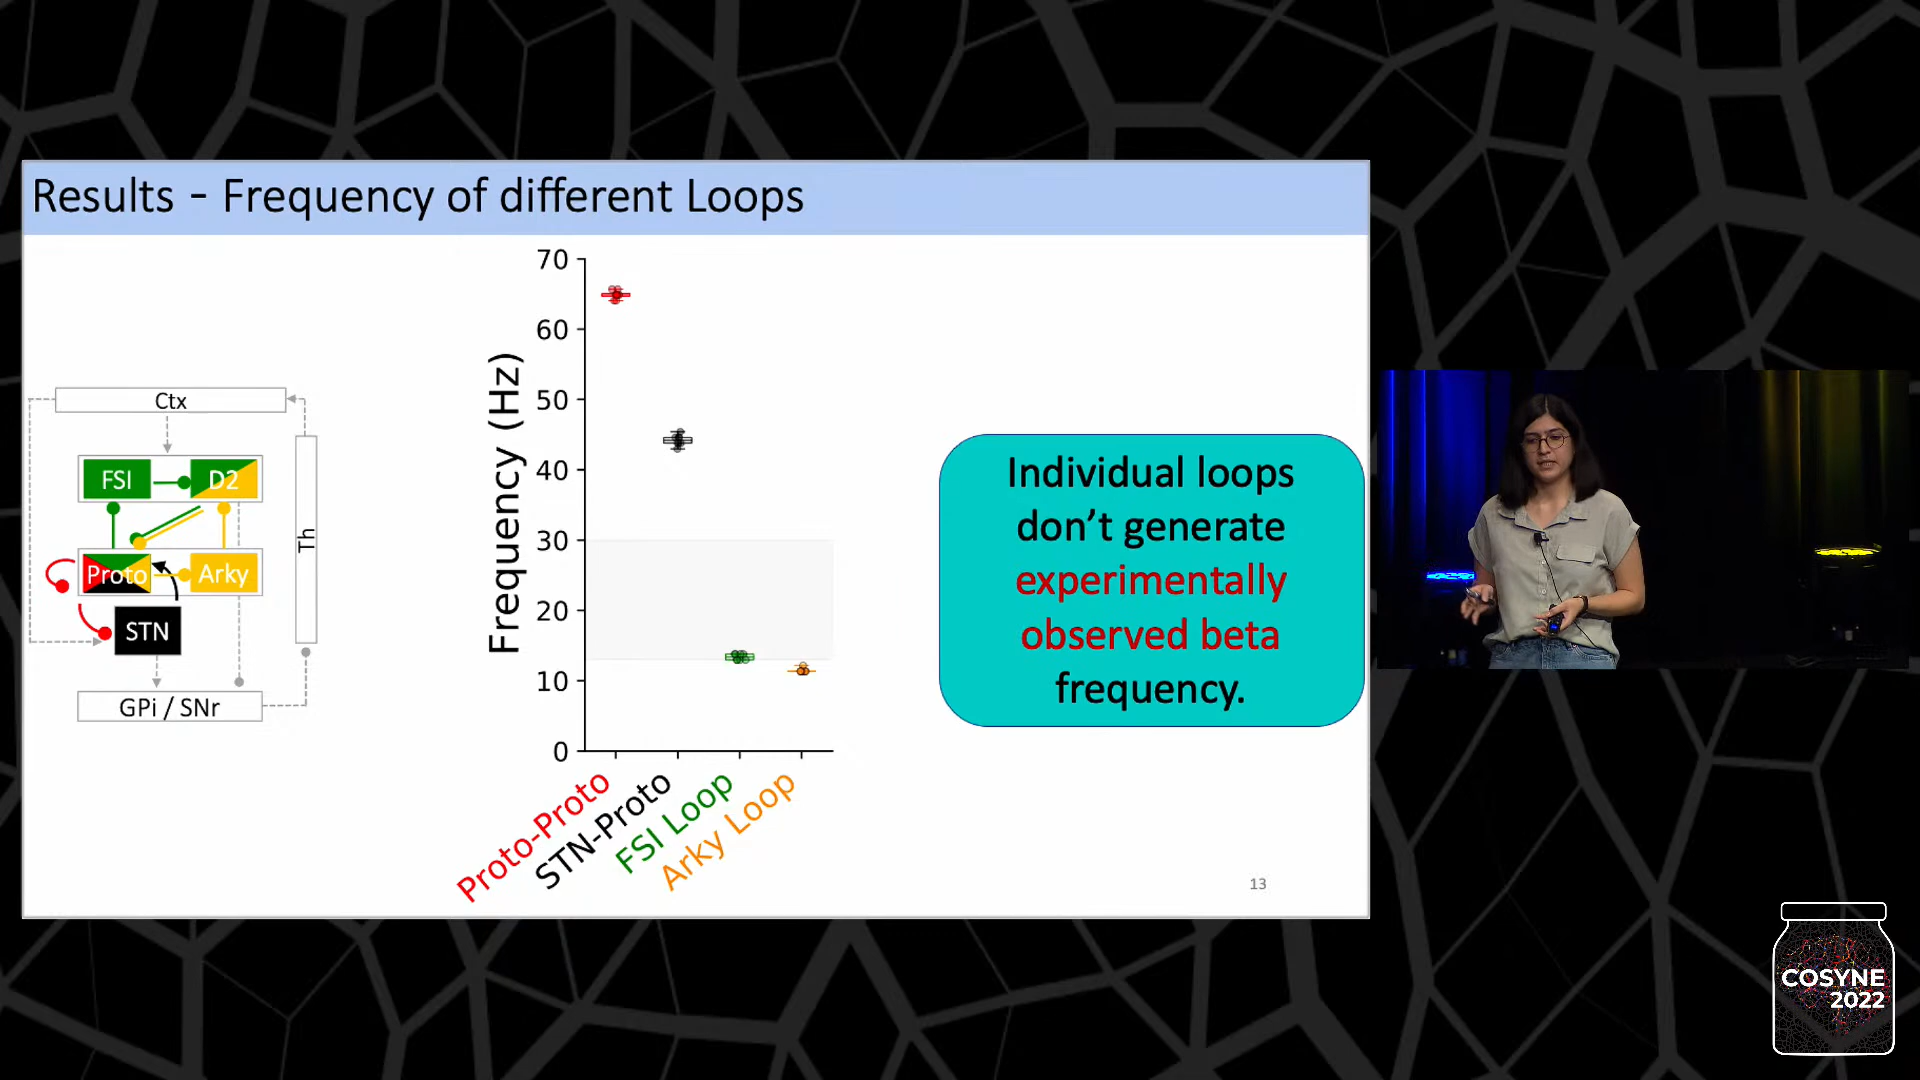 Results - Frequency of different Loops
Ctx
FSI
D2
Th
Proto
Arky
STN
GPi / SNr
Frequency (Hz)
70
60
50
40
30
20
10
0
Proto-Proto
STN-Proto
FSI Loop
Arky Loop
Individual loops
don’t generate
experimentally
observed beta
frequency.
13
COSYNE
2022